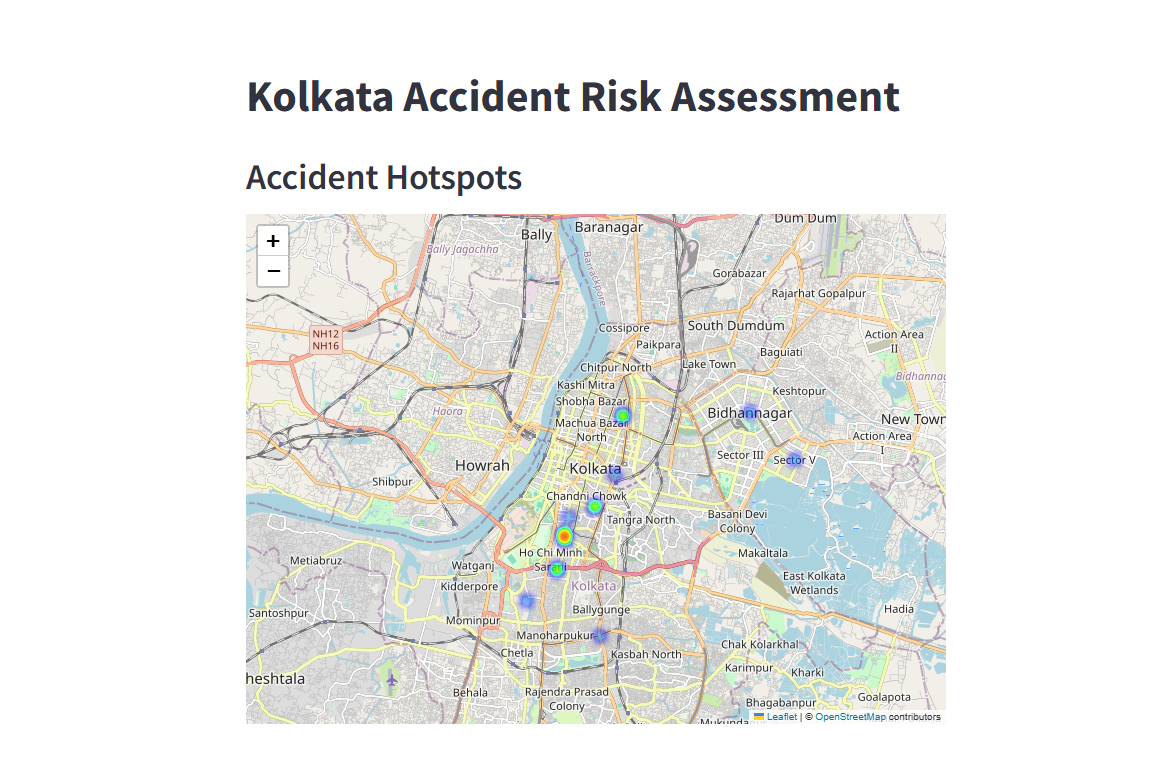 Kolkata Accident Risk Assessment
Accident Hotspots
+
−
Dum Dum
Bally
Baranagar
Bally Jagachha
Barrackpore
Gorabazar
Rajarhat Gopalpur
NH12
NH16
Cossipore
South Dumdum
Paikpara
Action Area
II
Baguiati
Chitpur North
Lake Town
Bidhannag
Kashi Mitra
Keshtopur
Shobha Bazar
Haora
Bidhannagar
New Town
Machua Bazar
North
Action Area
I
Howrah
Kolkata
Sector III
Sector V
Shibpur
Chandni Chowk
Tangra North
Basani Devi
Colony
Metiabruz
Ho Chi Minh
Sarani
Makaltala
Watganj
East Kolkata
Wetlands
Kidderpore
Kolkata
Santoshpur
Ballygunge
Hadia
Mominpur
Manoharpukur
Chak Kolarkhal
Chetla
Kasbah North
Karimpur
Kharki
heshtala
Behala
Rajendra Prasad
Colony
Goalapota
Bhagabanpur
Mukunda
Leaflet | © OpenStreetMap contributors